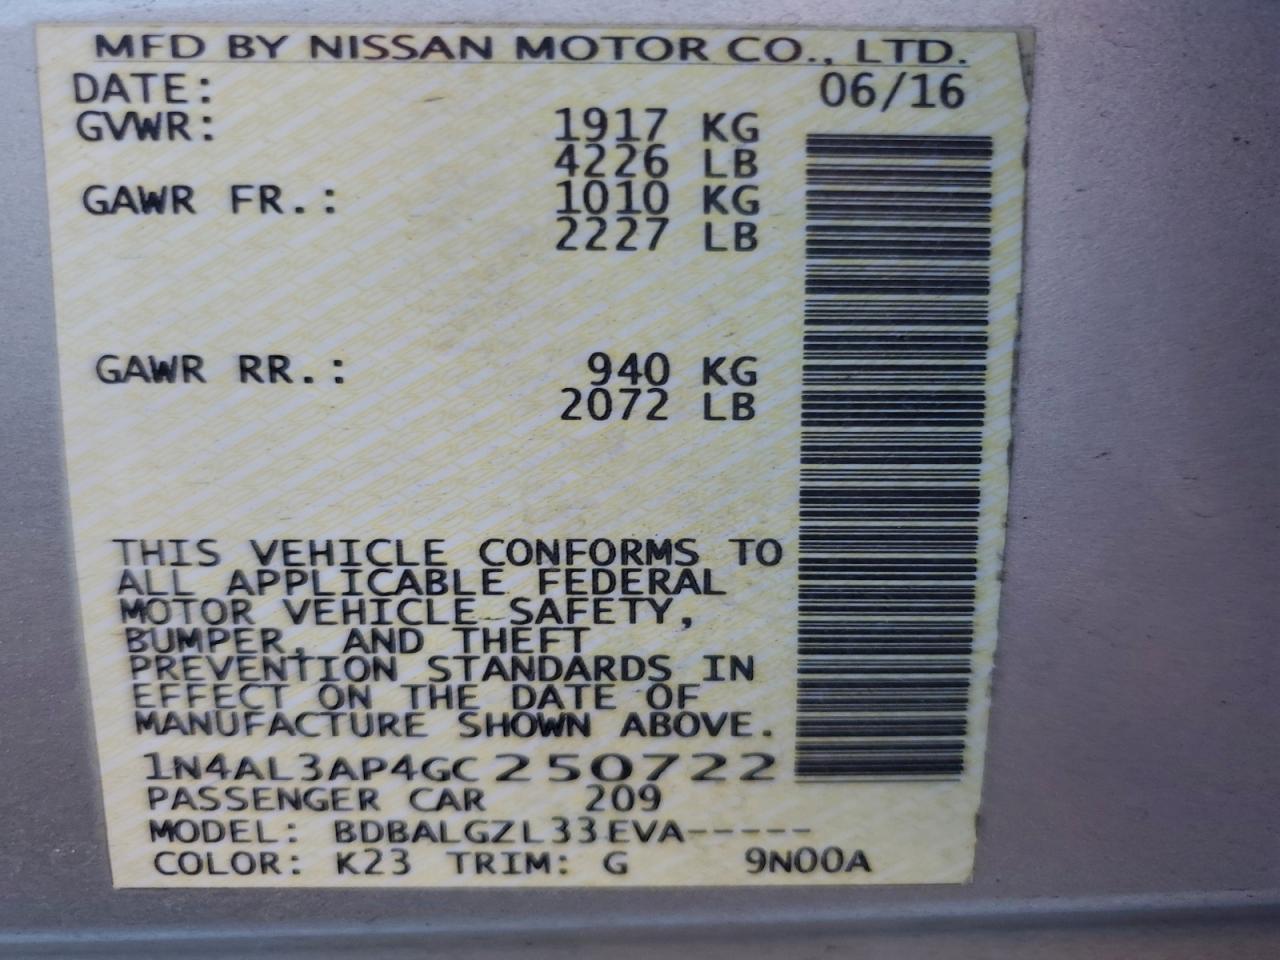 MFD BY NISSAN MOTOR CO., LTD.
DATE: 06/16
GVWR: 1917 KG
4226 LB
GAWR FR.: 1010 KG
2227 LB
GAWR RR.: 940 KG
2072 LB
THIS VEHICLE CONFORMS TO
ALL APPLICABLE FEDERAL
MOTOR VEHICLE SAFETY,
BUMPER, AND THEFT
PREVENTION STANDARDS IN
EFFECT ON THE DATE OF
MANUFACTURE SHOWN ABOVE.
1N4AL3AP4GC250722
PASSENGER CAR 209
MODEL: BDBALGZL33EVA-----
COLOR: K23 TRIM: G 9N00A